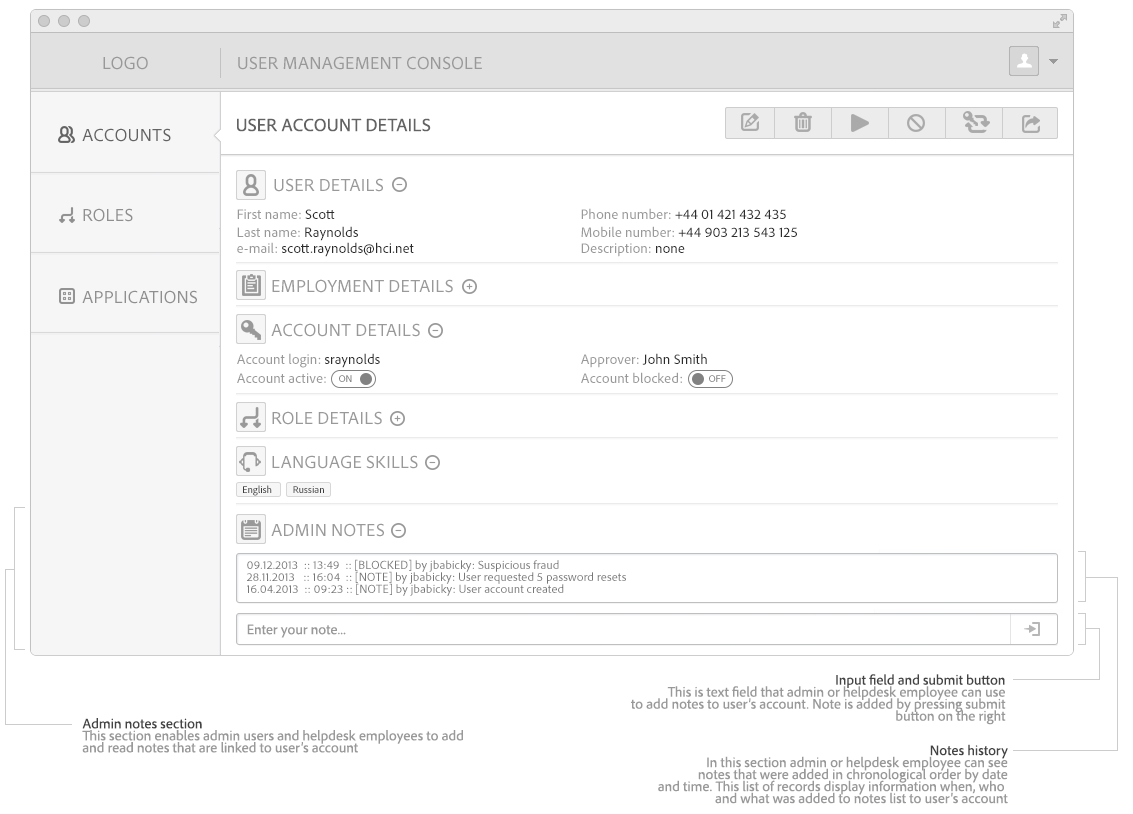 LOGO
USER MANAGEMENT CONSOLE
ACCOUNTS
ROLES
APPLICATIONS
USER ACCOUNT DETAILS
USER DETAILS
First name: Scott
Last name: Raynolds
e-mail: scott.raynolds@hci.net
Phone number: +44 01 421 432 435
Mobile number: +44 903 213 543 125
Description: none
EMPLOYMENT DETAILS
ACCOUNT DETAILS
Account login: sraynolds
Account active: ON
Approver: John Smith
Account blocked: OFF
ROLE DETAILS
LANGUAGE SKILLS
English
Russian
ADMIN NOTES
09.12.2013 :: 13:49 :: [BLOCKED] by jbabicky: Suspicious fraud
28.11.2013 :: 16:04 :: [NOTE] by jbabicky: User requested 5 password resets
16.04.2013 :: 09:23 :: [NOTE] by jbabicky: User account created
Enter your note...
Admin notes section
This section enables admin users and helpdesk employees to add
and read notes that are linked to user's account
Input field and submit button
This is text field that admin or helpdesk employee can use
to add notes to user's account. Note is added by pressing submit
button on the right
Notes history
In this section admin or helpdesk employee can see
notes that were added in chronological order by date
and time. This list of records display information when, who
and what was added to notes list to user's account